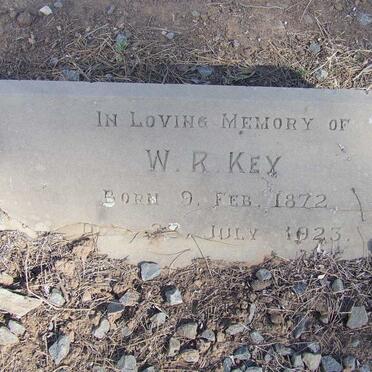 In Loving Memory of
W. R. Key
Born 9. Feb. 1872
July 1923.